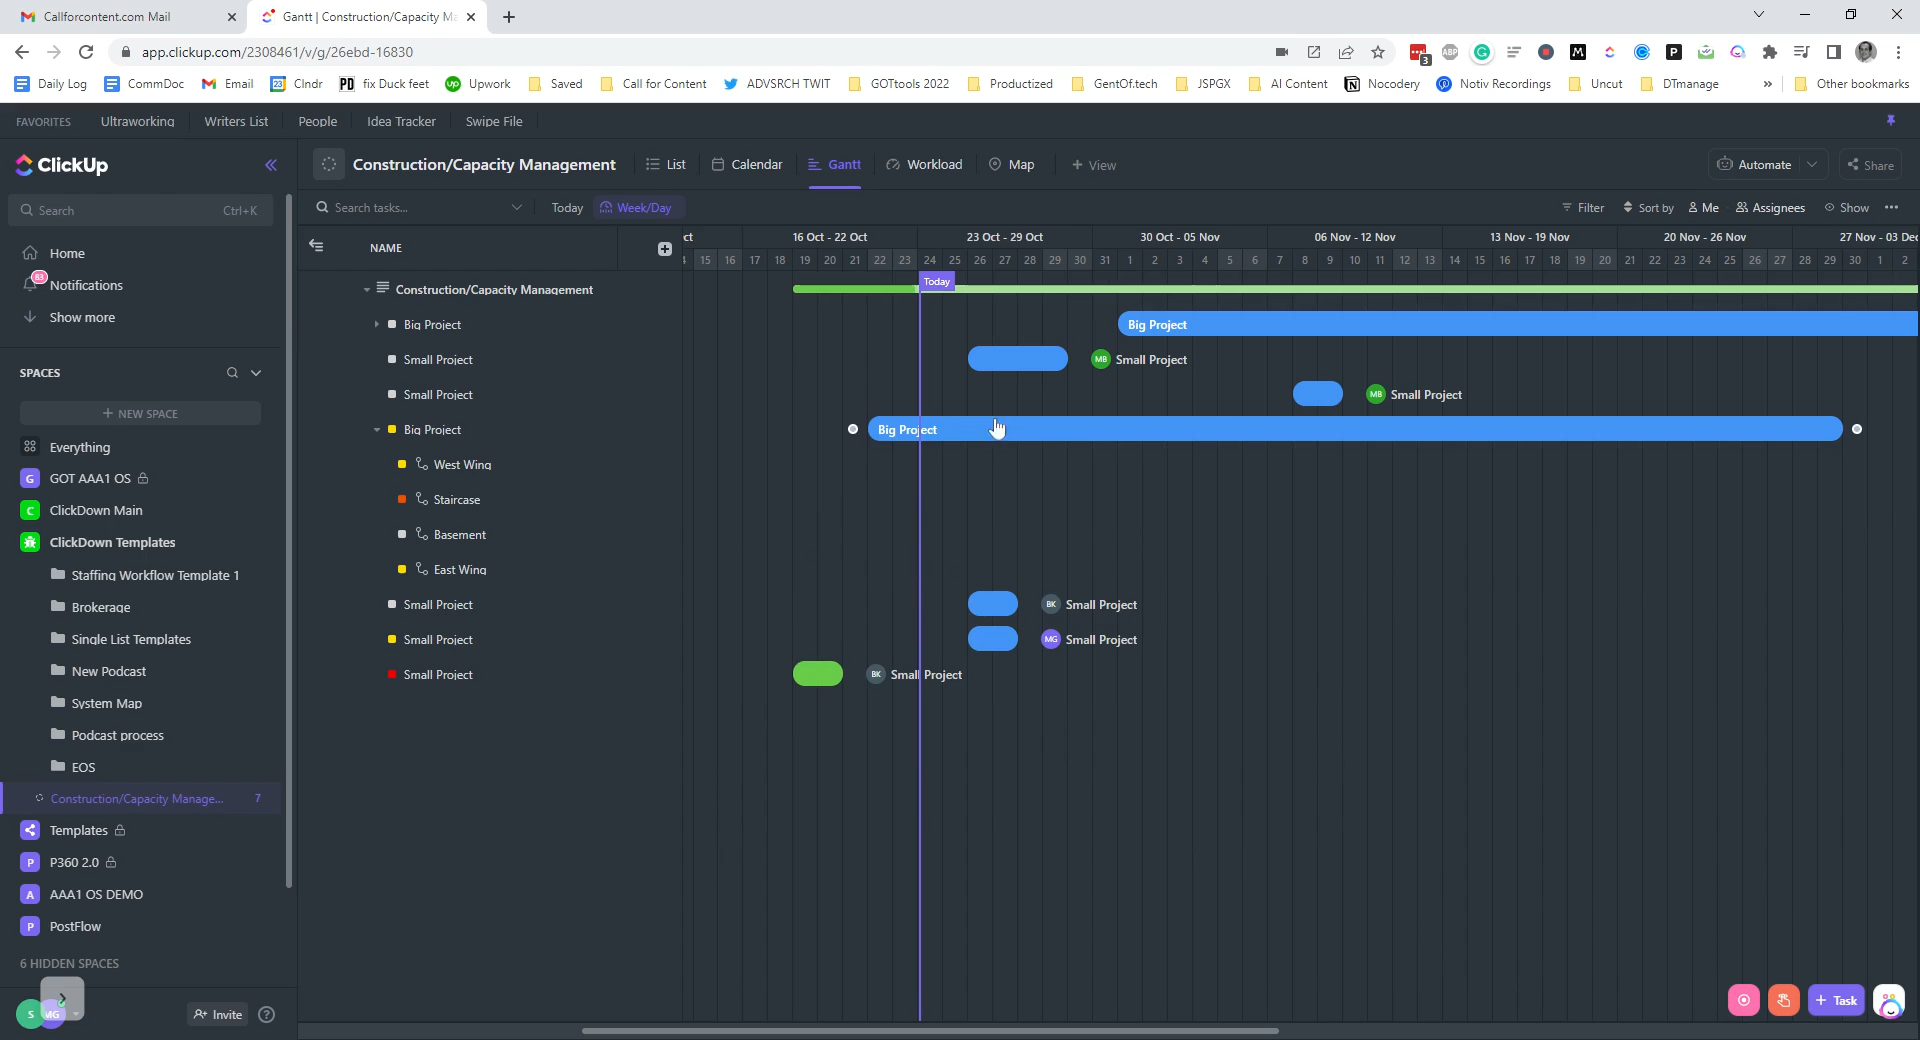 Callforcontent.com Mail
Gantt | Construction/Capacity Ma
app.clickup.com/2308461/v/g/26ebd-16830
3
ABP
M
P
Daily Log
CommDoc
Email
23
Clndr
PD
fix Duck feet
up
Upwork
Saved
Call for Content
ADVSRCH TWIT
GOTtools 2022
Productized
GentOf.tech
JSPGX
AI Content
Nocodery
Notiv Recordings
Uncut
DTmanage
»
Other bookmarks
FAVORITES
Ultraworking
Writers List
People
Idea Tracker
Swipe File
ClickUp
Construction/Capacity Management
List
Calendar
Gantt
Workload
Map
+ View
Automate
Share
Search
Ctrl+K
Search tasks...
Today
Week/Day
Filter
Sort by
Me
Assignees
Show
NAME
ct
16 Oct - 22 Oct
23 Oct - 29 Oct
30 Oct - 05 Nov
06 Nov - 12 Nov
13 Nov - 19 Nov
20 Nov - 26 Nov
27 Nov - 03 Dec
15 16 17 18 19 20 21 22 23 24 25 26 27 28 29 30 31 1 2 3 4 5 6 7 8 9 10 11 12 13 14 15 16 17 18 19 20 21 22 23 24 25 26 27 28 29 30 1 2
Today
Home
83
Notifications
Show more
SPACES
+ NEW SPACE
Everything
G GOT AAA1 OS
C ClickDown Main
ClickDown Templates
Staffing Workflow Template 1
Brokerage
Single List Templates
New Podcast
System Map
Podcast process
EOS
Construction/Capacity Manage... 7
Templates
P P360 2.0
A AAA1 OS DEMO
P PostFlow
6 HIDDEN SPACES
S
MG
Invite
?
Construction/Capacity Management
Big Project
Big Project
Small Project
MB Small Project
Small Project
MB Small Project
Big Project
Big Project
West Wing
Staircase
Basement
East Wing
Small Project
BK Small Project
Small Project
MG Small Project
Small Project
BK Small Project
+ Task